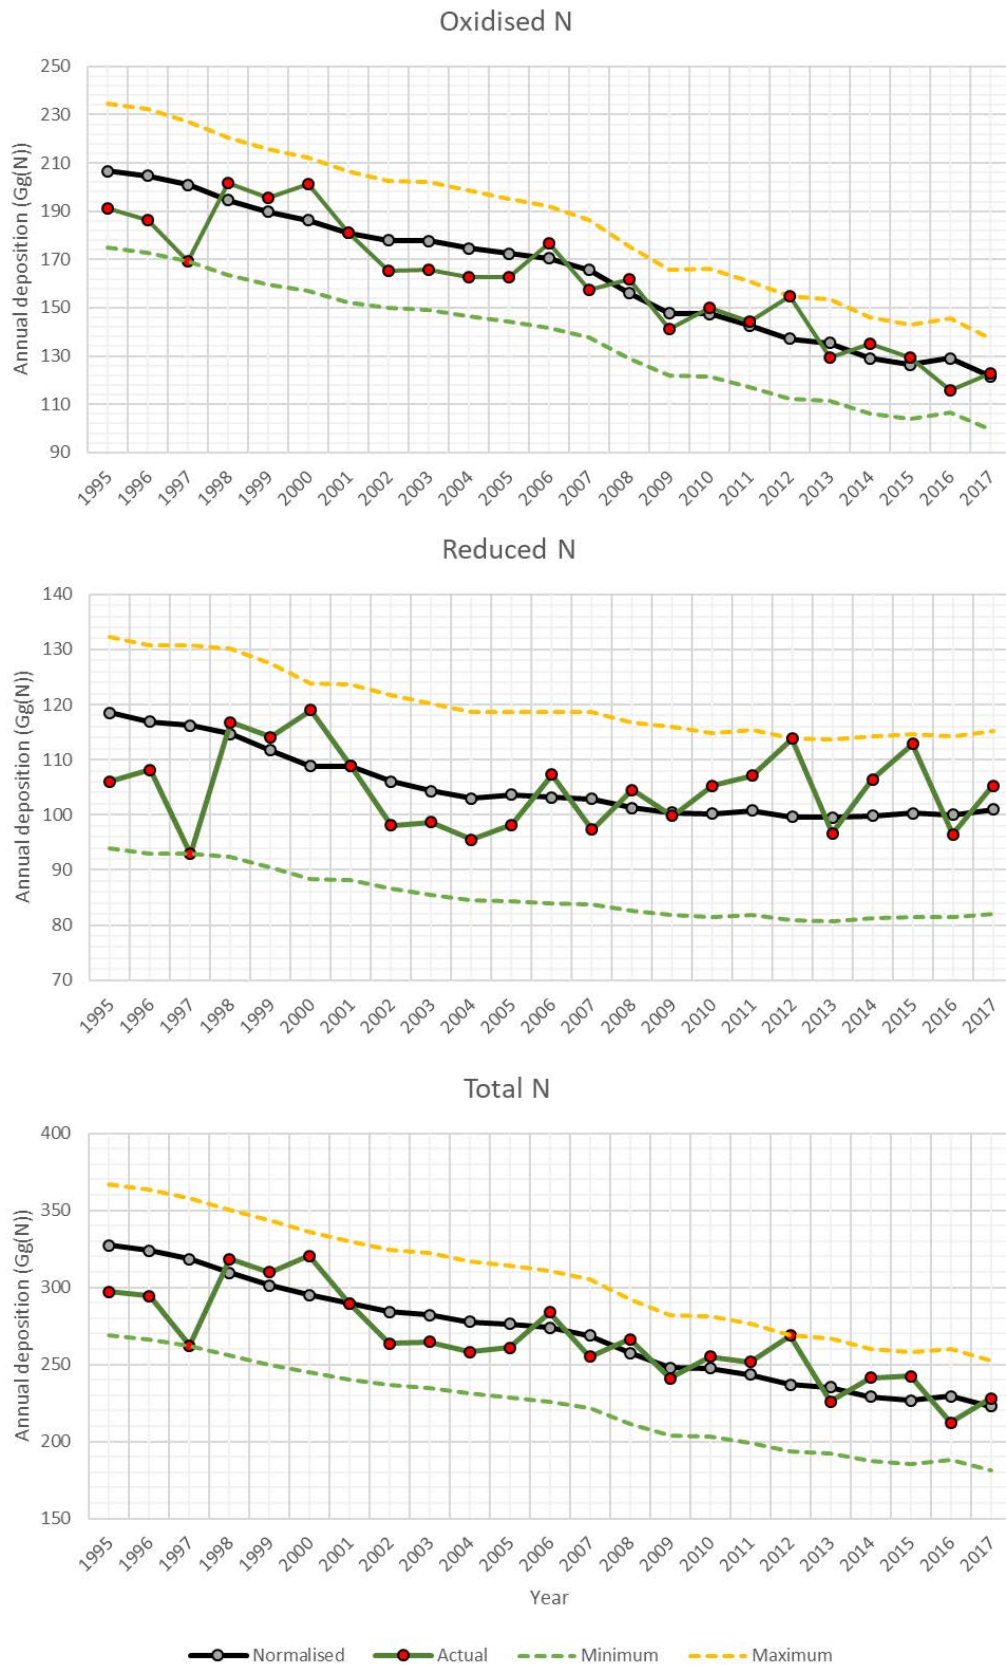 Oxidised N
Annual deposition (Gg(N))
250
230
210
190
170
150
130
110
90
1995 1996 1997 1998 1999 2000 2001 2002 2003 2004 2005 2006 2007 2008 2009 2010 2011 2012 2013 2014 2015 2016 2017
Reduced N
Annual deposition (Gg(N))
140
130
120
110
100
90
80
70
1995 1996 1997 1998 1999 2000 2001 2002 2003 2004 2005 2006 2007 2008 2009 2010 2011 2012 2013 2014 2015 2016 2017
Total N
Annual deposition (Gg(N))
400
350
300
250
200
150
1995 1996 1997 1998 1999 2000 2001 2002 2003 2004 2005 2006 2007 2008 2009 2010 2011 2012 2013 2014 2015 2016 2017
Year
Normalised Actual Minimum Maximum